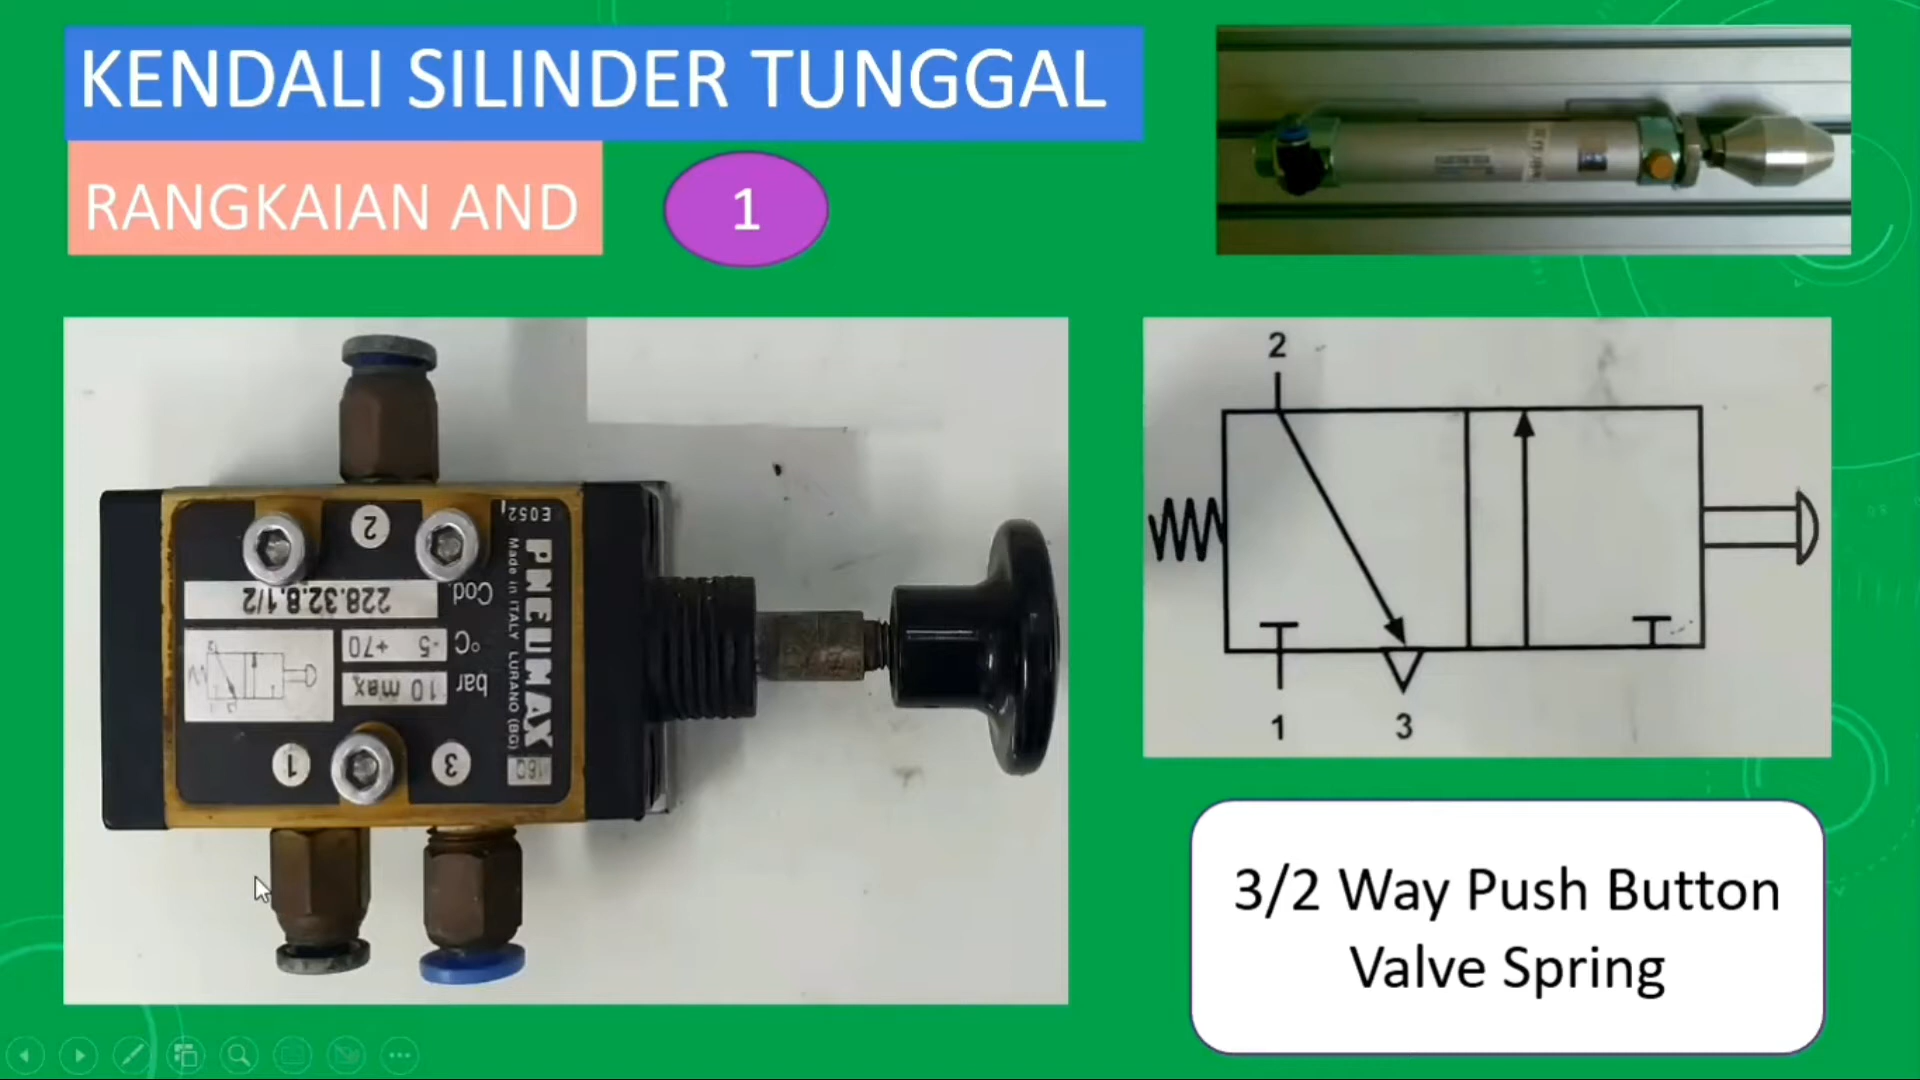 KENDALI SILINDER TUNGGAL
RANGKAIAN AND
1
2
1
3
E052
PNEUMAX
Made in ITALY LURANO (BG)
Cod. 228.32.8.1/2
°C -5 +70
bar 10 max
2
1
3
3/2 Way Push Button
Valve Spring